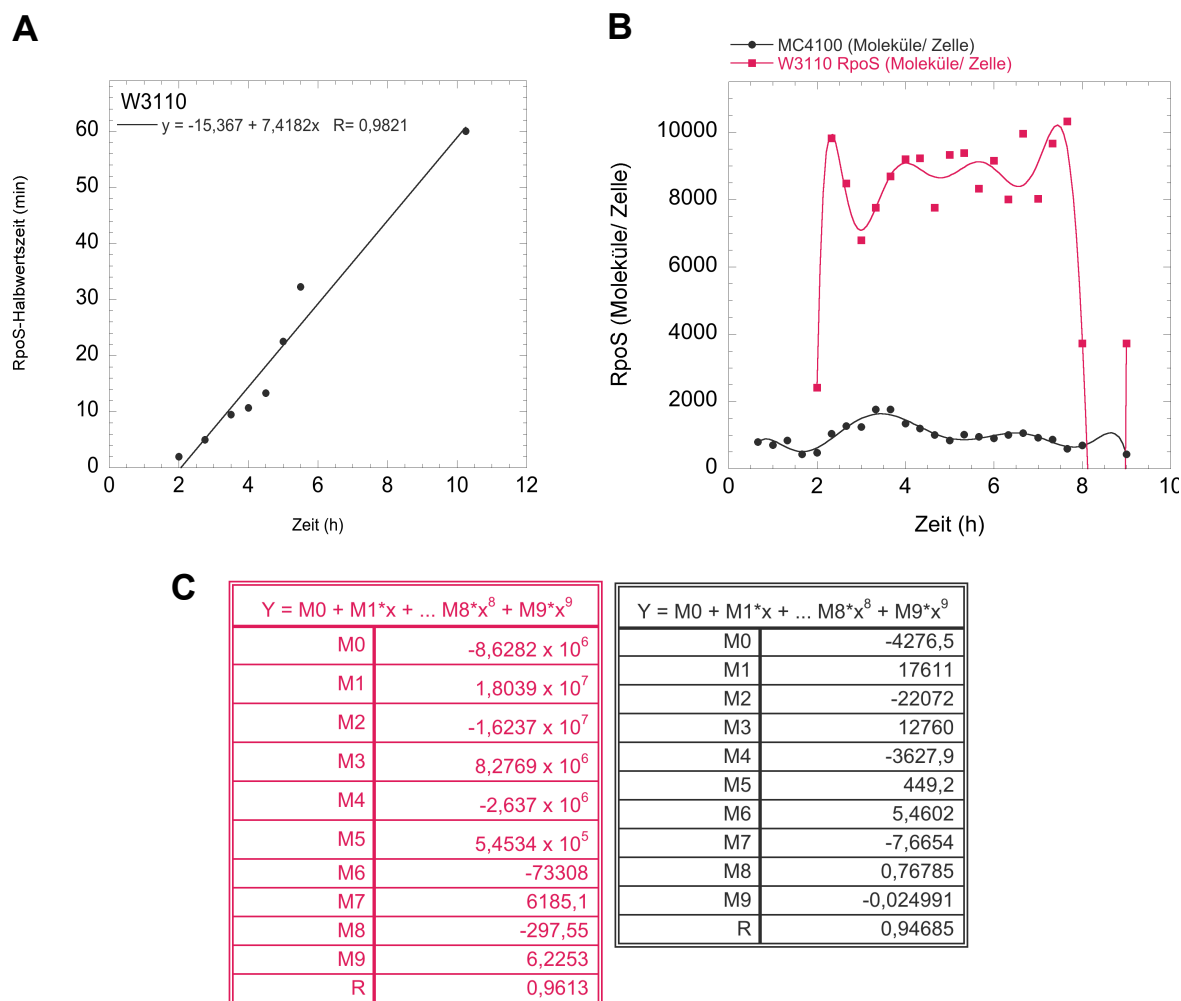 A
W3110
y = -15,367 + 7,4182x R= 0,9821
RpoS-Halbwertszeit (min)
60
50
40
30
20
10
0
0 2 4 6 8 10 12
Zeit (h)
B
MC4100 (Moleküle/ Zelle)
W3110 RpoS (Moleküle/ Zelle)
RpoS (Moleküle/ Zelle)
10000
8000
6000
4000
2000
0
0 2 4 6 8 10
Zeit (h)
C
Y = M0 + M1*x + ... M8*x⁸ + M9*x⁹
M0 -8,6282 x 10⁶
M1 1,8039 x 10⁷
M2 -1,6237 x 10⁷
M3 8,2769 x 10⁶
M4 -2,637 x 10⁶
M5 5,4534 x 10⁵
M6 -73308
M7 6185,1
M8 -297,55
M9 6,2253
R 0,9613
Y = M0 + M1*x + ... M8*x⁸ + M9*x⁹
M0 -4276,5
M1 17611
M2 -22072
M3 12760
M4 -3627,9
M5 449,2
M6 5,4602
M7 -7,6654
M8 0,76785
M9 -0,024991
R 0,94685